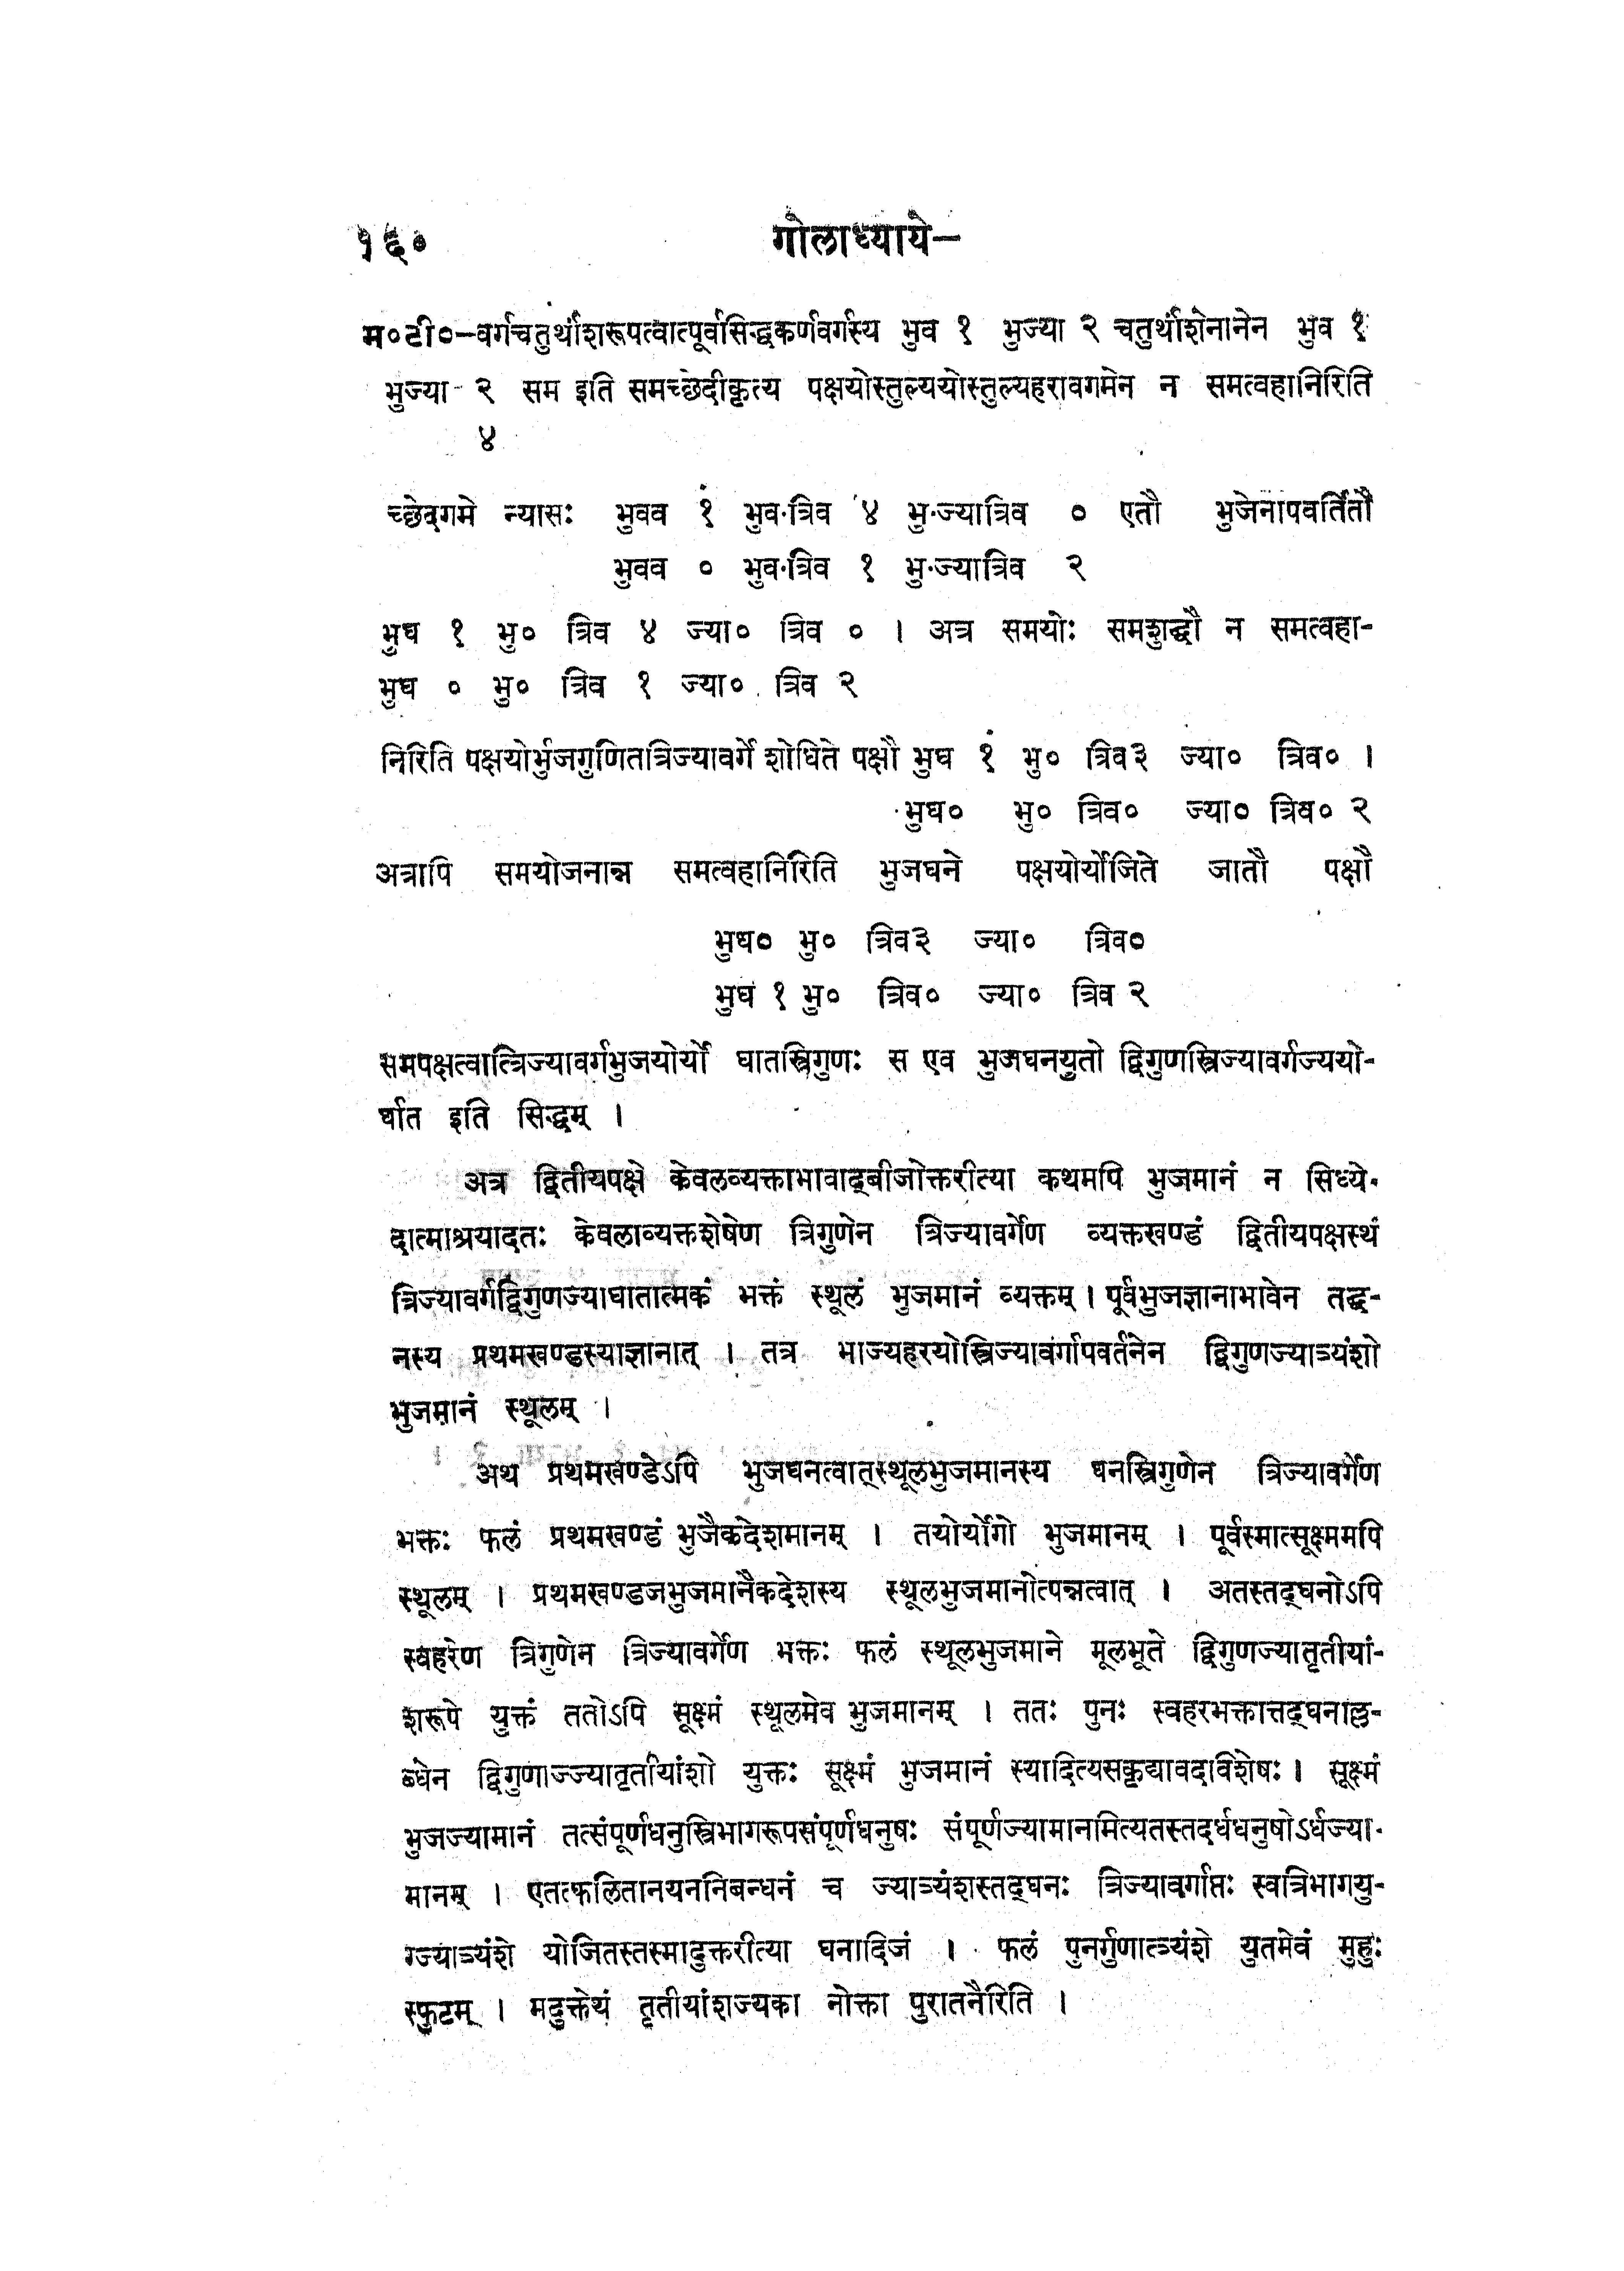 १६० गोलाध्याये—
म०टी०—वर्गचतुर्थांशरूपत्वात्पूर्वासिद्धकर्णवर्गस्य भुव १ भुज्या २ चतुर्थांशेनानेन भुव १
भुज्या २ सम इति समच्छेदीकृत्य पक्षयोस्तुल्ययोस्तुल्यहरावगमेन न समत्वहानिरिति
४
च्छेदगमे न्यासः भुवव १ं भुव·त्रिव ४ भु·ज्यात्रिव ० एतौ भुजेनापवर्तितौ
भुवव ० भुव·त्रिव १ भु·ज्यात्रिव २
भुघ १ भु० त्रिव ४ ज्या० त्रिव ० । अत्र समयोः समशुद्धौ न समत्वहा-
भुघ ० भु० त्रिव १ ज्या० त्रिव २
निरिति पक्षयोर्भुजगुणितत्रिज्यावर्गे शोधिते पक्षौ भुघ १ं भु० त्रिव३ ज्या० त्रिव० ।
भुघ० भु० त्रिव० ज्या० त्रिव० २
अत्रापि समयोजनान्न समत्वहानिरिति भुजघने पक्षयोर्योजिते जातौ पक्षौ
भुघ० भु० त्रिव३ ज्या० त्रिव०
भुघ १ भु० त्रिव० ज्या० त्रिव २
समपक्षत्वात्त्रिज्यावर्गभुजयोर्यो घातस्त्रिगुणः स एव भुजघनयुतो द्विगुणस्त्रिज्यावर्गज्ययो-
र्घात इति सिद्धम् ।
अत्र द्वितीयपक्षे केवलव्यक्ताभावाद्बीजोक्तरीत्या कथमपि भुजमानं न सिध्ये-
दात्माश्रयादतः केवलाव्यक्तशेषेण त्रिगुणेन त्रिज्यावर्गेण व्यक्तखण्डं द्वितीयपक्षस्थं
त्रिज्यावर्गद्विगुणज्याघातात्मकं भक्तं स्थूलं भुजमानं व्यक्तम् । पूर्वभुजज्ञानाभावेन तद्घ-
नस्य प्रथमखण्डस्याज्ञानात् । तत्र भाज्यहरयोस्त्रिज्यावर्गापवर्तनेन द्विगुणज्यात्र्यंशो
भुजमानं स्थूलम् ।
अथ प्रथमखण्डेऽपि भुजघनत्वात्स्थूलभुजमानस्य घनस्त्रिगुणेन त्रिज्यावर्गेण
भक्तः फलं प्रथमखण्डं भुजैकदेशमानम् । तयोर्योगो भुजमानम् । पूर्वस्मात्सूक्ष्ममपि
स्थूलम् । प्रथमखण्डजभुजमानैकदेशस्य स्थूलभुजमानोत्पन्नत्वात् । अतस्तद्घनोऽपि
स्वहरेण त्रिगुणेन त्रिज्यावर्गेण भक्तः फलं स्थूलभुजमाने मूलभूते द्विगुणज्यातृतीयां-
शरूपे युक्तं ततोऽपि सूक्ष्मं स्थूलमेव भुजमानम् । ततः पुनः स्वहरभक्तात्तद्घनाल्ल-
ब्धेन द्विगुणाज्ज्यातृतीयांशो युक्तः सूक्ष्मं भुजमानं स्यादित्यसकृद्यावदविशेषः । सूक्ष्मं
भुजज्यामानं तत्संपूर्णधनुस्त्रिभागरूपसंपूर्णधनुषः संपूर्णज्यामानमित्यतस्तदर्धधनुषोऽर्धज्या-
मानम् । एतत्फलितानयननिबन्धनं च ज्यात्र्यंशस्तद्घनः त्रिज्यावर्गाप्तः स्वत्रिभागयु-
ग्ज्यात्र्यंशे योजितस्तस्मादुक्तरीत्या घनादिजं । फलं पुनर्गुणात्त्र्यंशे युतमेवं मुहुः
स्फुटम् । मदुक्तेयं तृतीयांशज्यका नोक्ता पुरातनैरिति ।